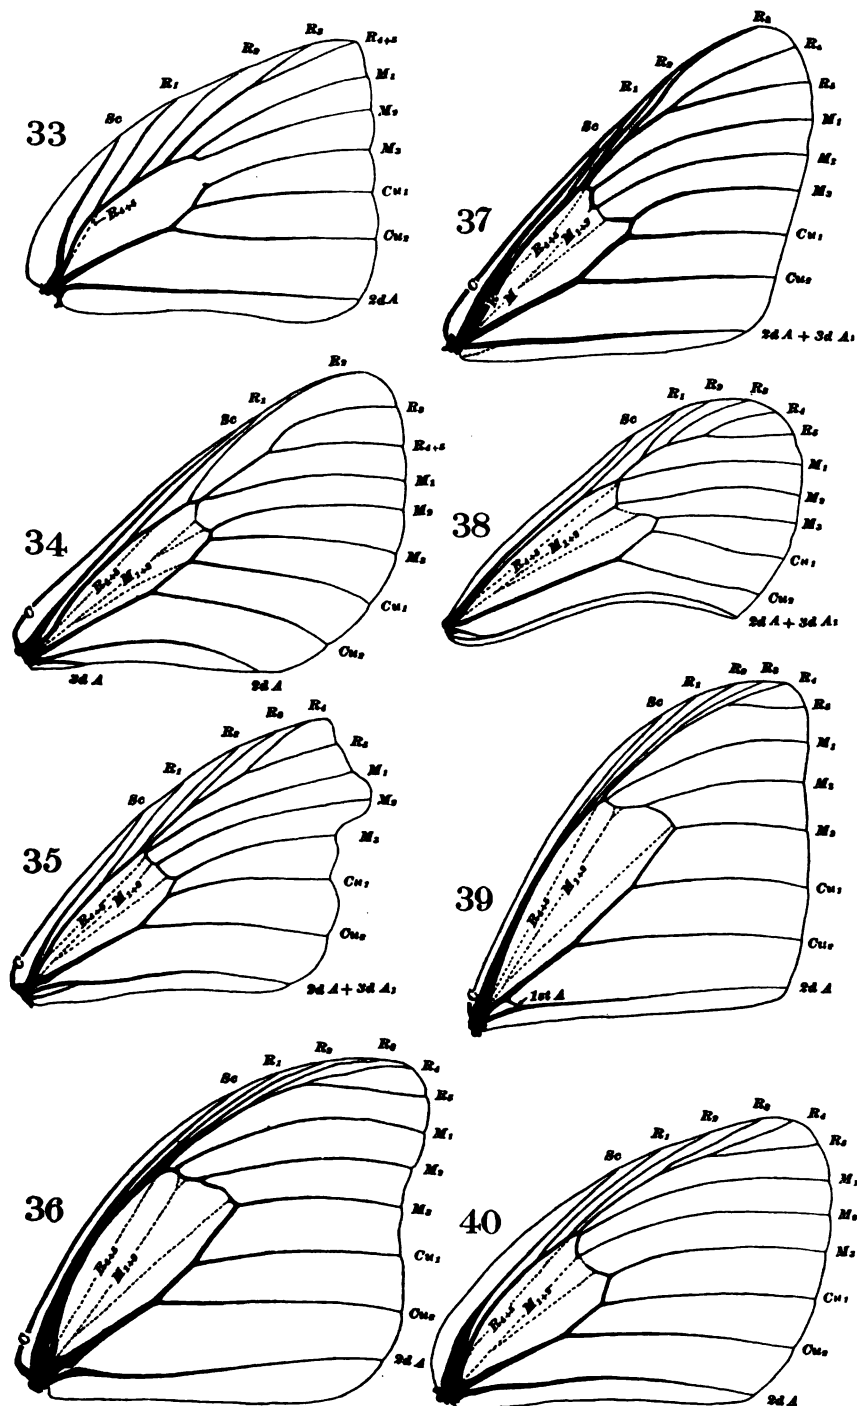 33
Sc
R₁
R₂
R₃
R₄₊₅
M₁
M₂
M₃
Cu₁
Cu₂
2d A
R₄₊₅
34
C
Sc
R₁
R₂
R₃
R₄₊₅
M₁
M₂
M₃
Cu₁
Cu₂
2d A
3d A
R₄₊₅
M₁₊₂
35
C
Sc
R₁
R₂
R₃
R₄
R₅
M₁
M₂
M₃
Cu₁
Cu₂
2d A + 3d A₁
R₄₊₅
M₁₊₂
36
C
Sc
R₁
R₂
R₃
R₄
R₅
M₁
M₂
M₃
Cu₁
Cu₂
2d A
R₄₊₅
M₁₊₂
37
C
Sc
R₁
R₂
R₃
R₄
R₅
M₁
M₂
M₃
Cu₁
Cu₂
2d A + 3d A₁
R₄₊₅
M₁₊₂
R
M
38
Sc
R₁
R₂
R₃
R₄
R₅
M₁
M₂
M₃
Cu₁
Cu₂
2d A + 3d A₁
R₄₊₅
M₁₊₂
39
C
Sc
R₁
R₂
R₃
R₄
R₅
M₁
M₂
M₃
Cu₁
Cu₂
2d A
1st A
R₄₊₅
M₁₊₂
40
Sc
R₁
R₂
R₃
R₄
R₅
M₁
M₂
M₃
Cu₁
Cu₂
2d A
R₄₊₅
M₁₊₂